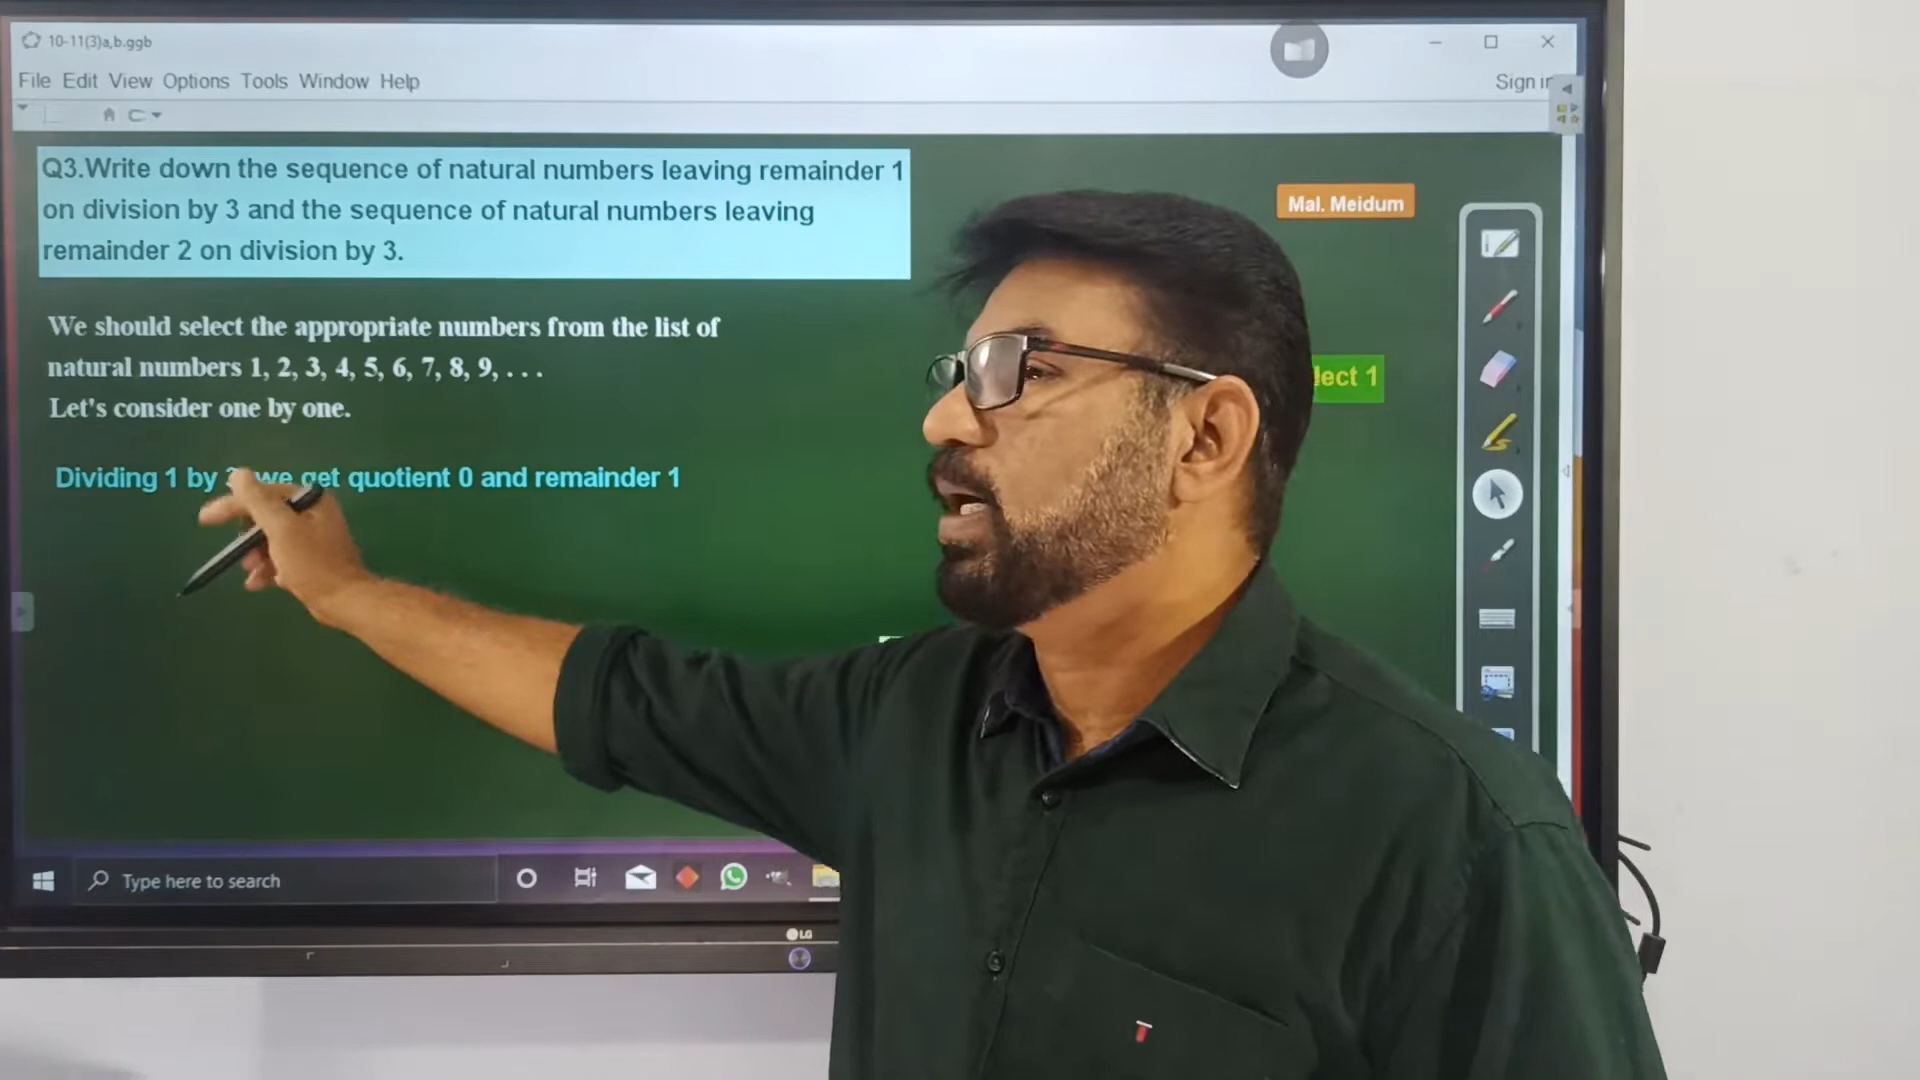 10-11(3)a,b.ggb
File Edit View Options Tools Window Help
Sign in
Q3.Write down the sequence of natural numbers leaving remainder 1
on division by 3 and the sequence of natural numbers leaving
remainder 2 on division by 3.
Mal. Meidum
We should select the appropriate numbers from the list of
natural numbers 1, 2, 3, 4, 5, 6, 7, 8, 9, . . .
Let's consider one by one.
lect 1
Dividing 1 by we get quotient 0 and remainder 1
Type here to search
LG